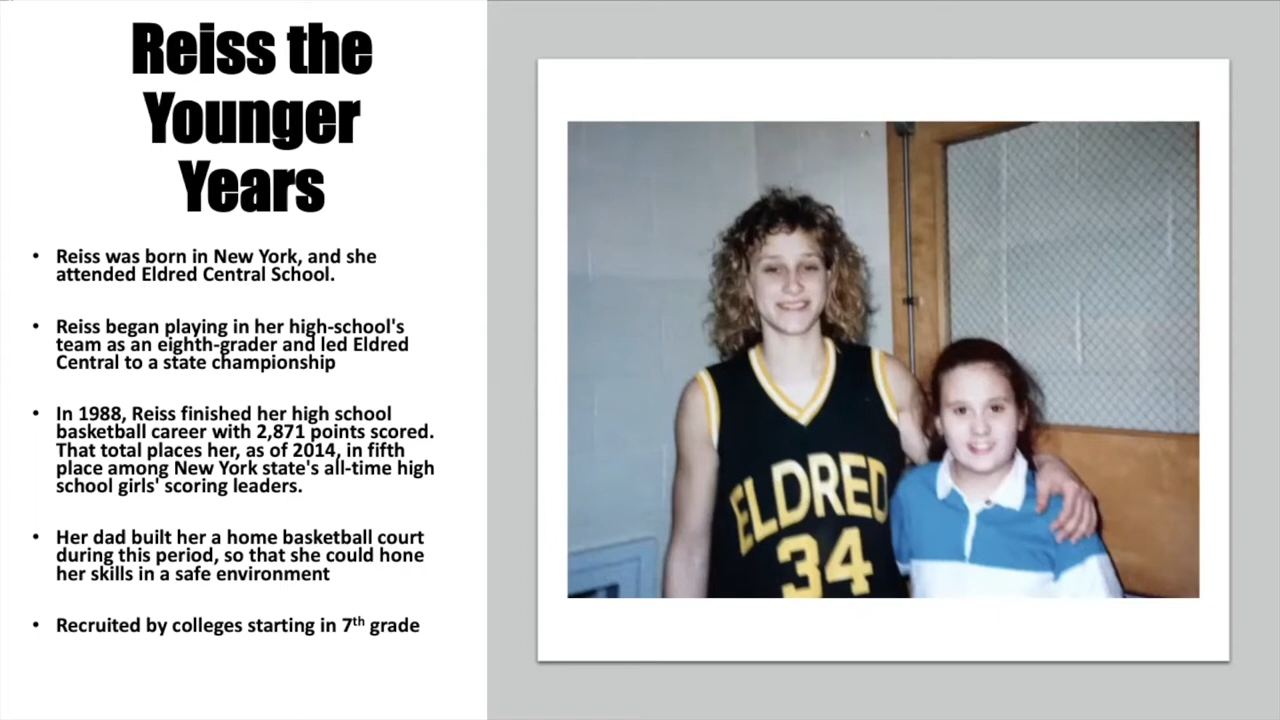 Reiss the
Younger
Years
• Reiss was born in New York, and she
attended Eldred Central School.
• Reiss began playing in her high-school's
team as an eighth-grader and led Eldred
Central to a state championship
• In 1988, Reiss finished her high school
basketball career with 2,871 points scored.
That total places her, as of 2014, in fifth
place among New York state's all-time high
school girls' scoring leaders.
• Her dad built her a home basketball court
during this period, so that she could hone
her skills in a safe environment
• Recruited by colleges starting in 7th grade
ELDRED
34